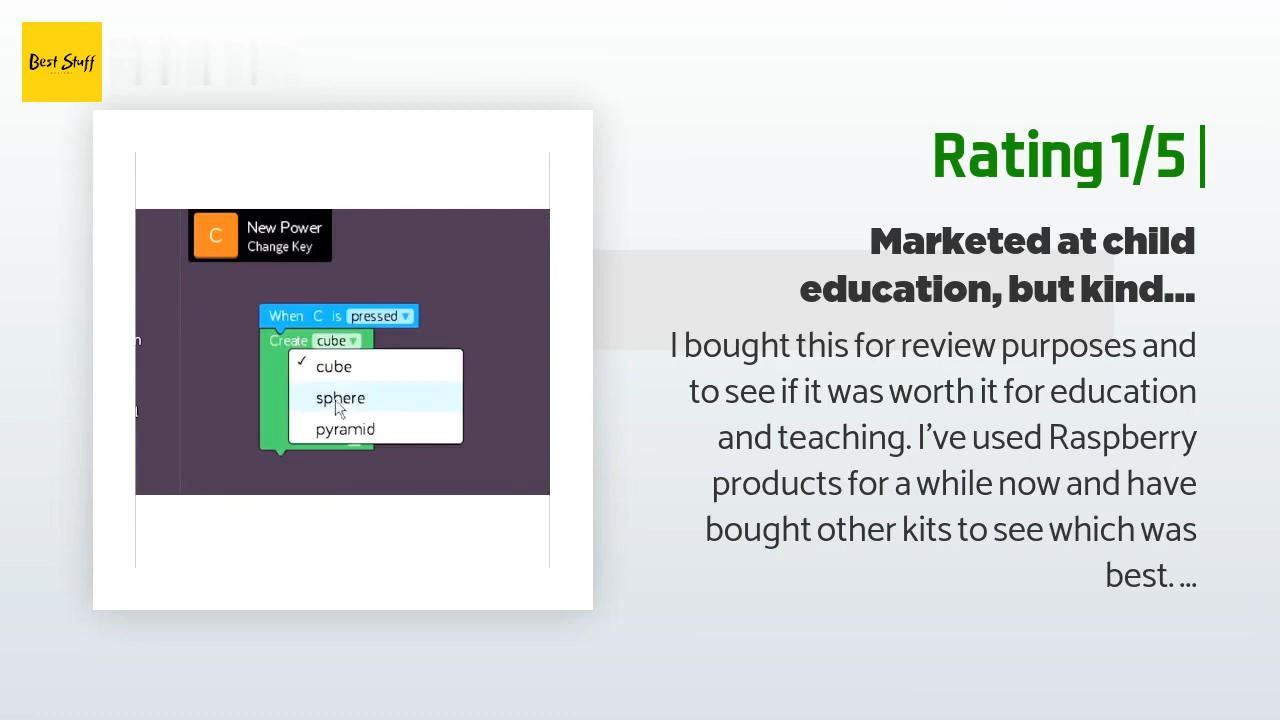 Best Stuff
Rating 1/5 |
Marketed at child
education, but kind...
I bought this for review purposes and
to see if it was worth it for education
and teaching. I've used Raspberry
products for a while now and have
bought other kits to see which was
best. ...
C
New Power
Change Key
When C is pressed ▾
Create cube ▾
✓ cube
sphere
pyramid